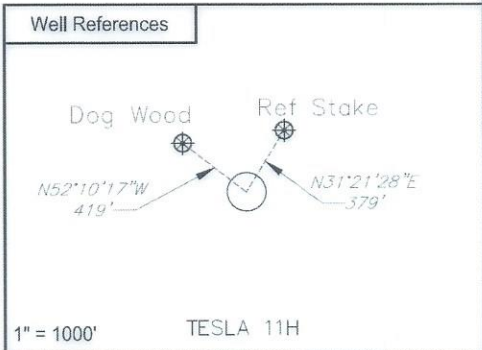 Well References
Dog Wood
Ref Stake
N52°10'17"W
419'
N31°21'28"E
379'
1" = 1000'
TESLA 11H